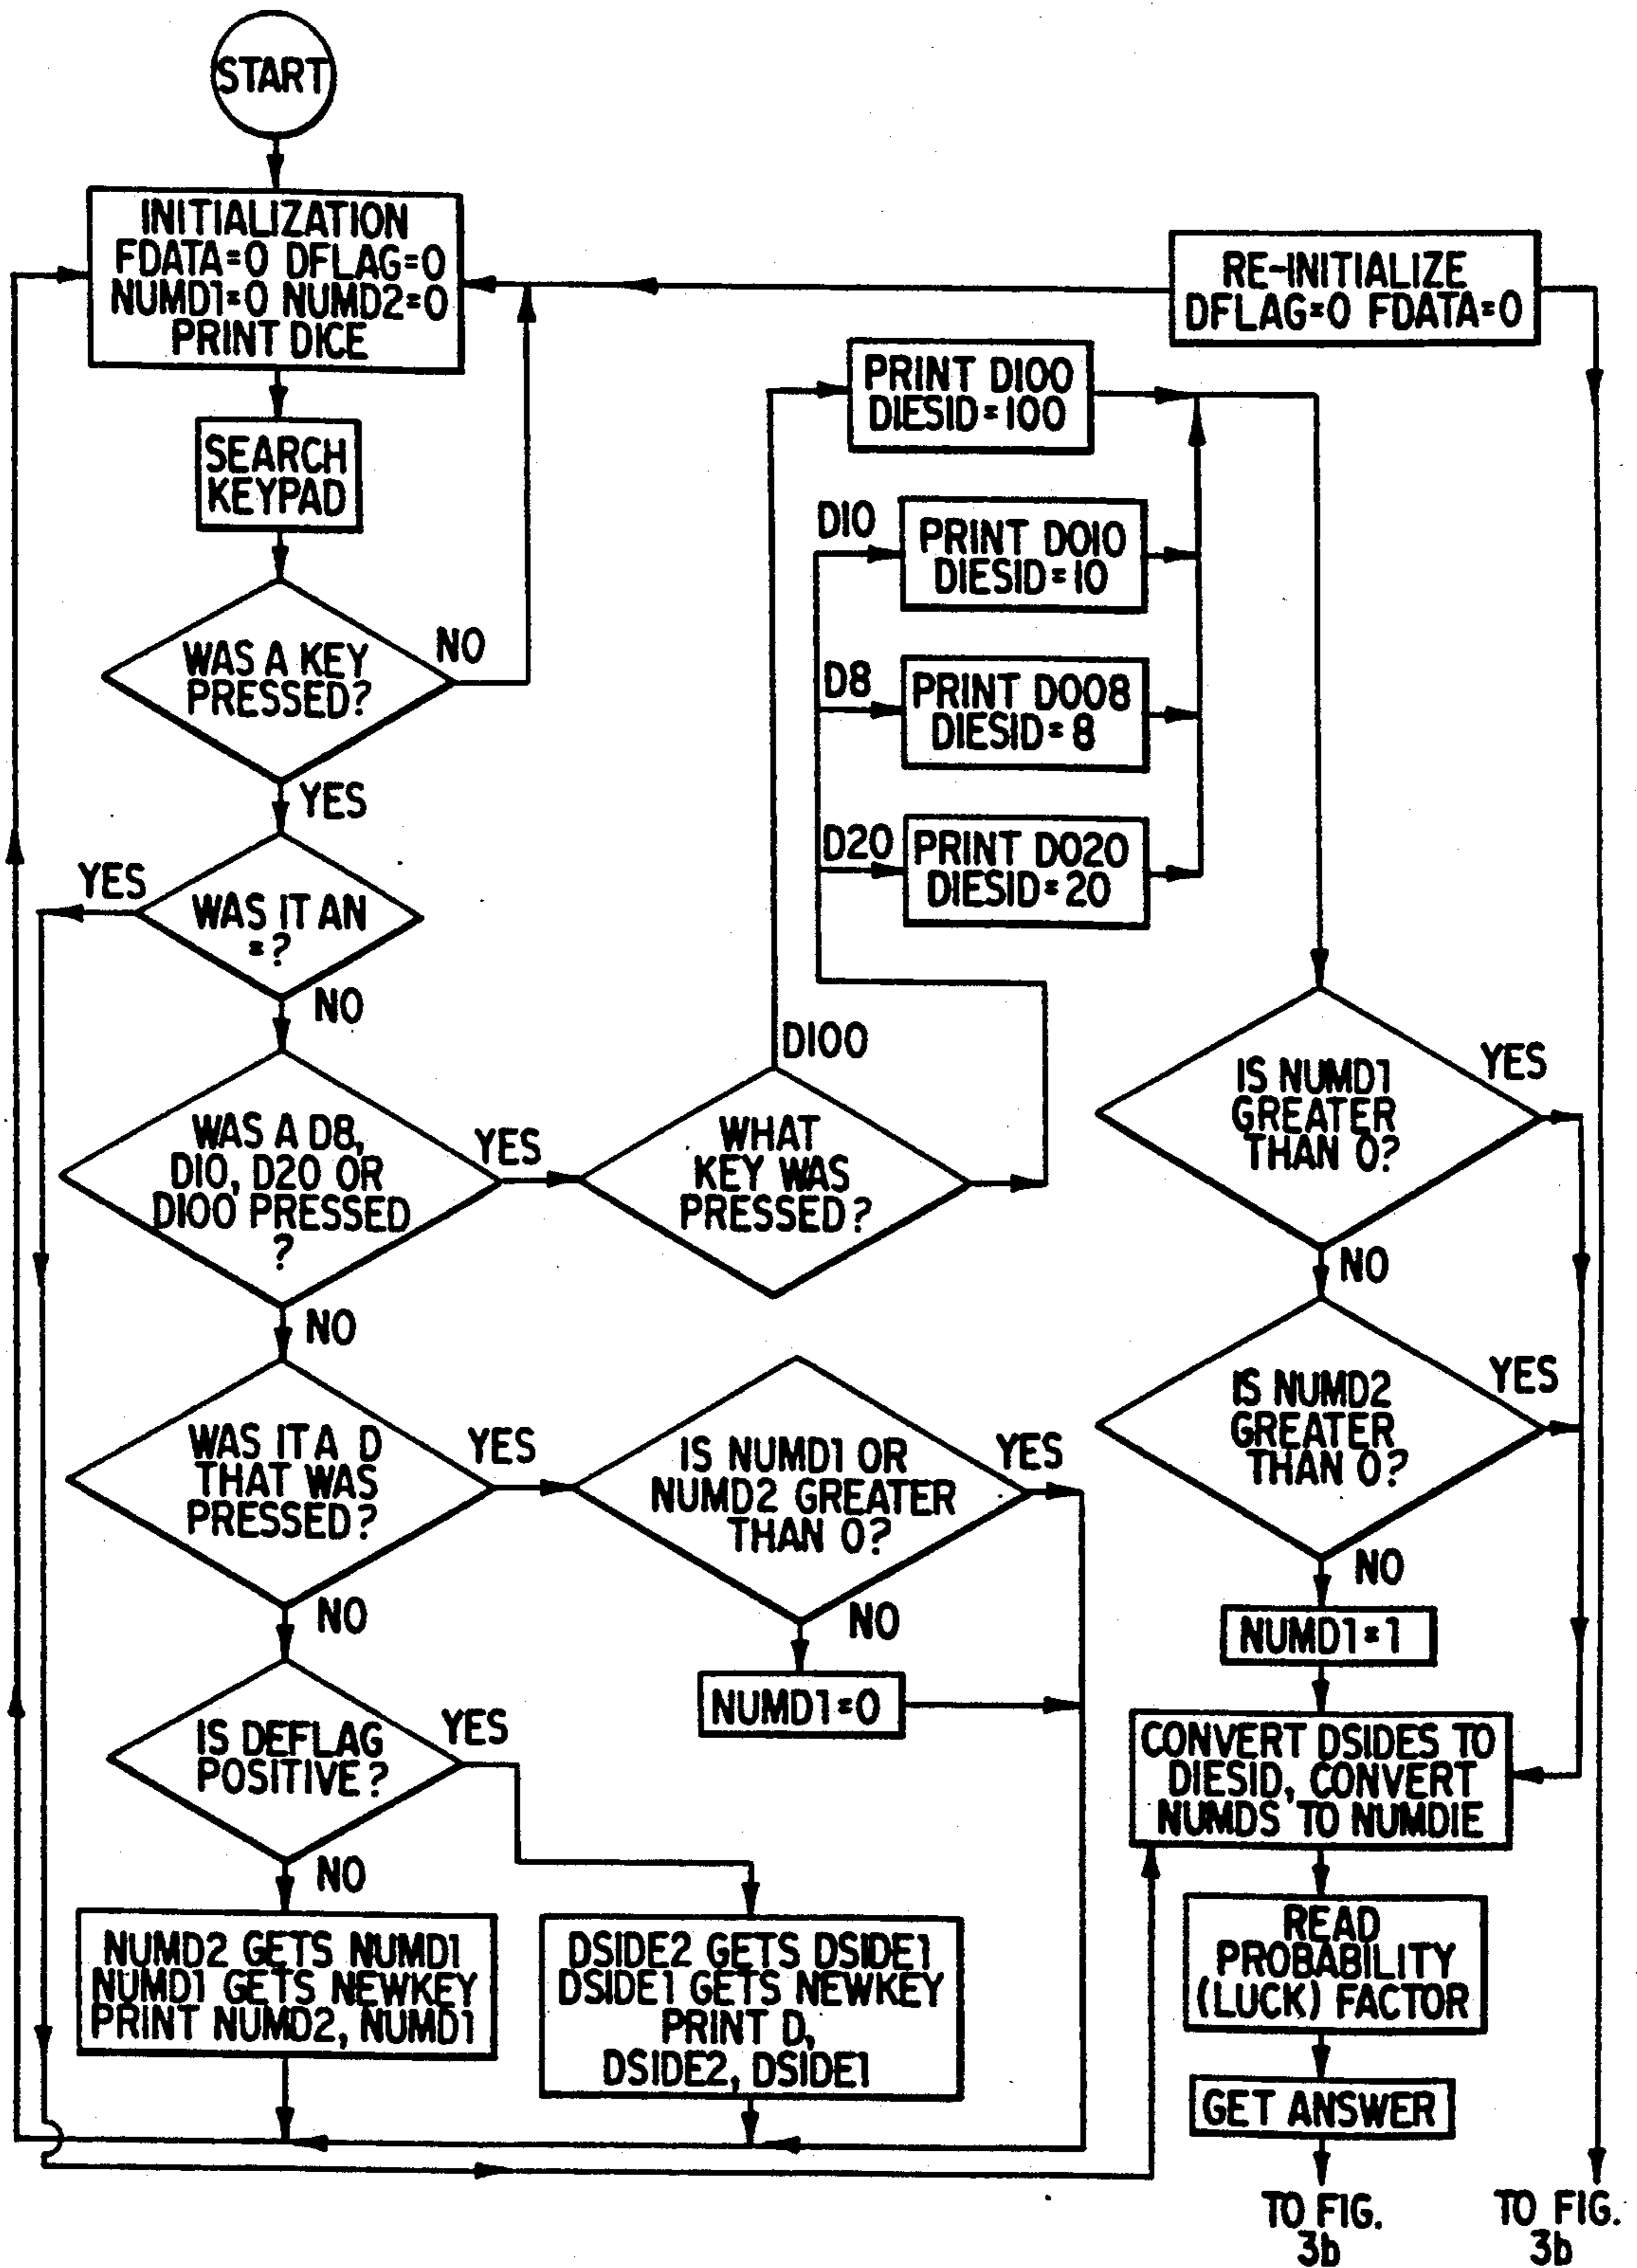 START
INITIALIZATION
FDATA=0 DFLAG=0
NUMD1=0 NUMD2=0
PRINT DICE
RE-INITIALIZE
DFLAG=0 FDATA=0
SEARCH
KEYPAD
WAS A KEY
PRESSED?
NO
YES
WAS IT AN
=?
YES
NO
WAS A D8,
D10, D20 OR
D100 PRESSED
?
YES
NO
WHAT
KEY WAS
PRESSED?
D100
PRINT D100
DIESID=100
D10
PRINT D010
DIESID=10
D8
PRINT D008
DIESID=8
D20
PRINT D020
DIESID=20
IS NUMD1
GREATER
THAN 0?
YES
NO
IS NUMD2
GREATER
THAN 0?
YES
NO
NUMD1=1
WAS IT A D
THAT WAS
PRESSED?
YES
NO
IS NUMD1 OR
NUMD2 GREATER
THAN 0?
YES
NO
NUMD1=0
IS DEFLAG
POSITIVE?
YES
NO
NUMD2 GETS NUMD1
NUMD1 GETS NEWKEY
PRINT NUMD2, NUMD1
DSIDE2 GETS DSIDE1
DSIDE1 GETS NEWKEY
PRINT D,
DSIDE2, DSIDE1
CONVERT DSIDES TO
DIESID, CONVERT
NUMDS TO NUMDIE
READ
PROBABILITY
(LUCK) FACTOR
GET ANSWER
TO FIG.
3b
TO FIG.
3b